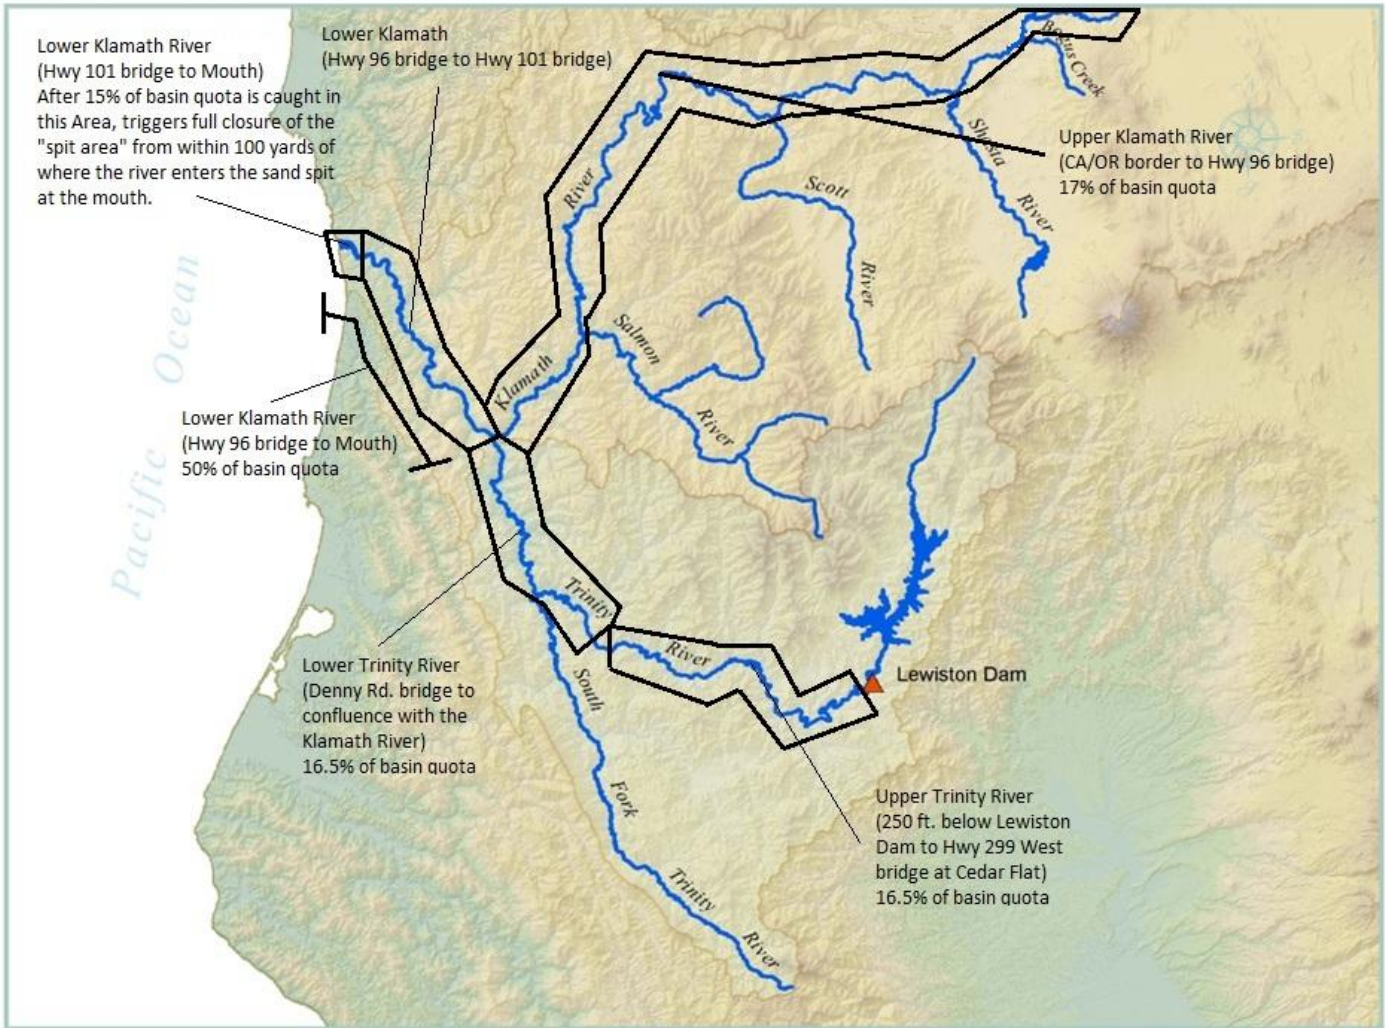 Lower Klamath River
(Hwy 101 bridge to Mouth)
After 15% of basin quota is caught in
this Area, triggers full closure of the
"spit area" from within 100 yards of
where the river enters the sand spit
at the mouth.
Lower Klamath
(Hwy 96 bridge to Hwy 101 bridge)
Bogus Creek
Shasta
River
Upper Klamath River
(CA/OR border to Hwy 96 bridge)
17% of basin quota
River
Scott
River
Pacific Ocean
Salmon
River
Klamath
Lower Klamath River
(Hwy 96 bridge to Mouth)
50% of basin quota
Trinity
River
Lewiston Dam
Lower Trinity River
(Denny Rd. bridge to
confluence with the
Klamath River)
16.5% of basin quota
South
Fork
Trinity
River
Upper Trinity River
(250 ft. below Lewiston
Dam to Hwy 299 West
bridge at Cedar Flat)
16.5% of basin quota